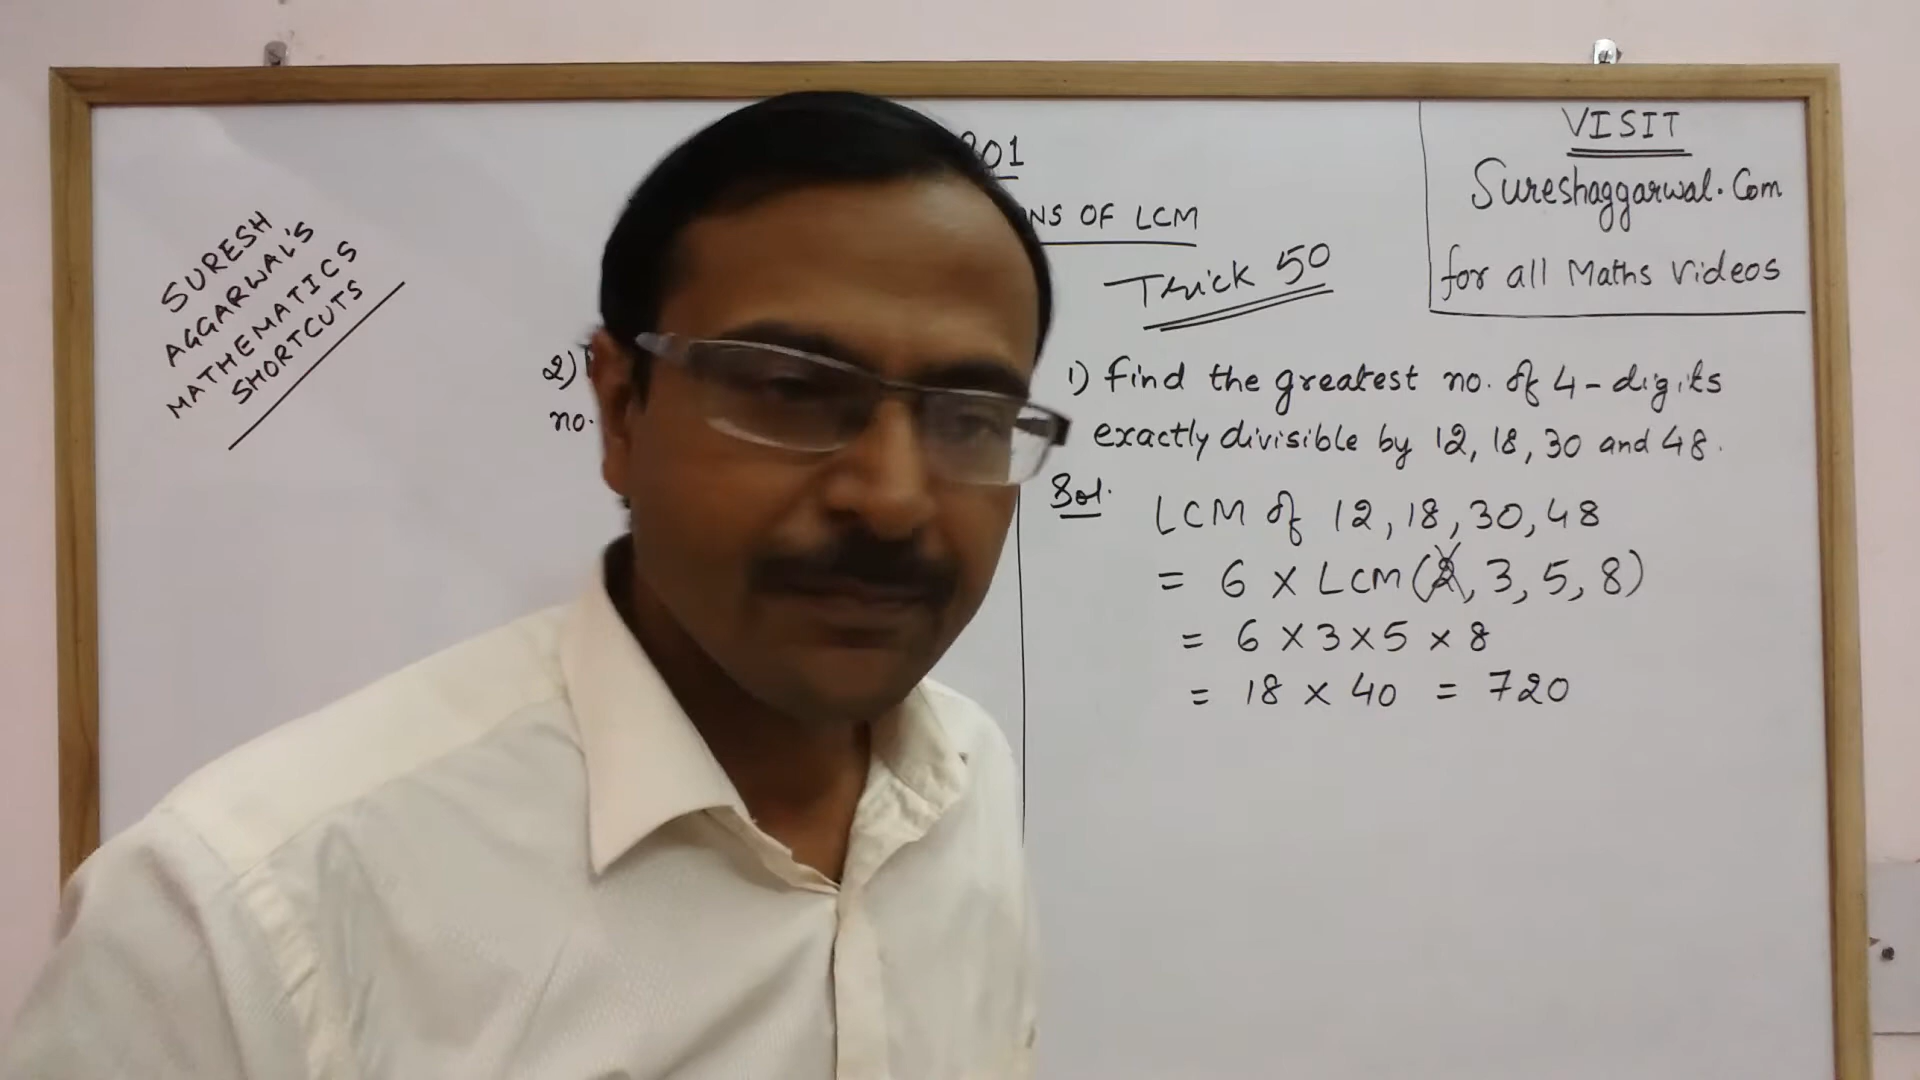 SURESH
AGGARWAL'S
MATHEMATICS
SHORTCUTS
201
NS OF LCM
Trick 50
VISIT
Sureshaggarwal.Com
for all Maths Videos
2)
no.
1) Find the greatest no. of 4-digits
exactly divisible by 12, 18, 30 and 48.
Sol.
LCM of 12, 18, 30, 48
= 6 × LCM (2, 3, 5, 8)
= 6 × 3 × 5 × 8
= 18 × 40 = 720